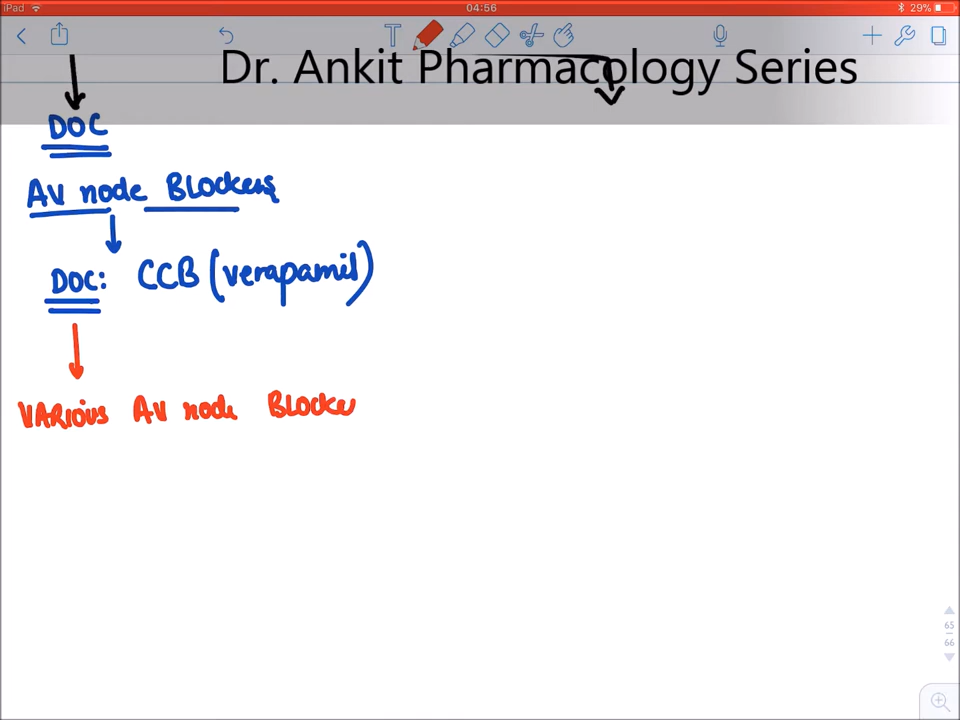 iPad 04:56 29%
T
Dr. Ankit Pharmacology Series
DOC
AV node Blockers
DOC: CCB (verapamil)
VARIOUS AV node Blocke
65
66